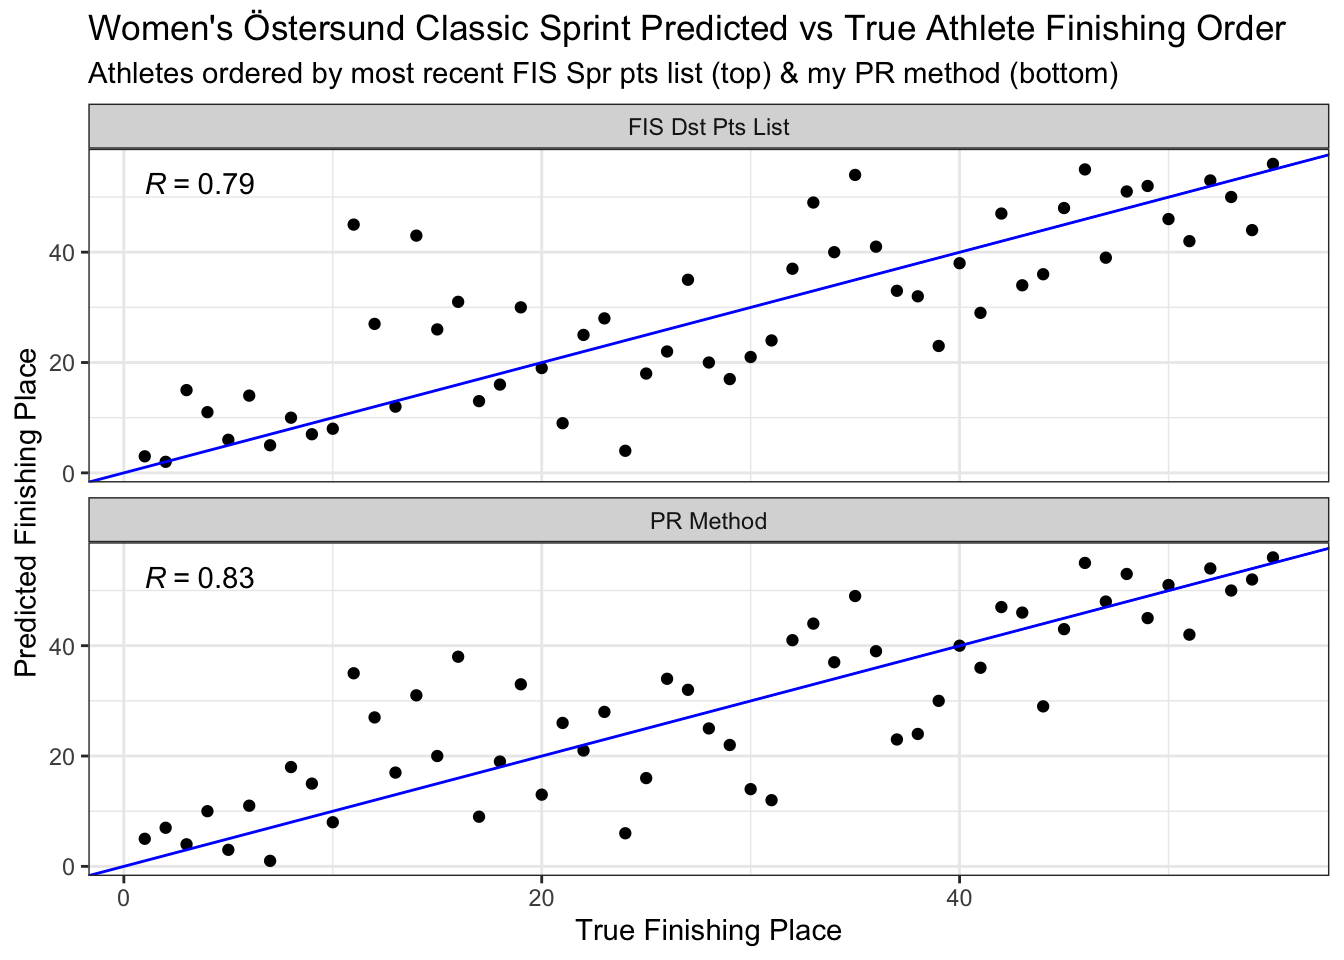 Women's Östersund Classic Sprint Predicted vs True Athlete Finishing Order
Athletes ordered by most recent FIS Spr pts list (top) & my PR method (bottom)
FIS Dst Pts List
R = 0.79
40
20
0
PR Method
R = 0.83
40
20
0
0 20 40
True Finishing Place
Predicted Finishing Place